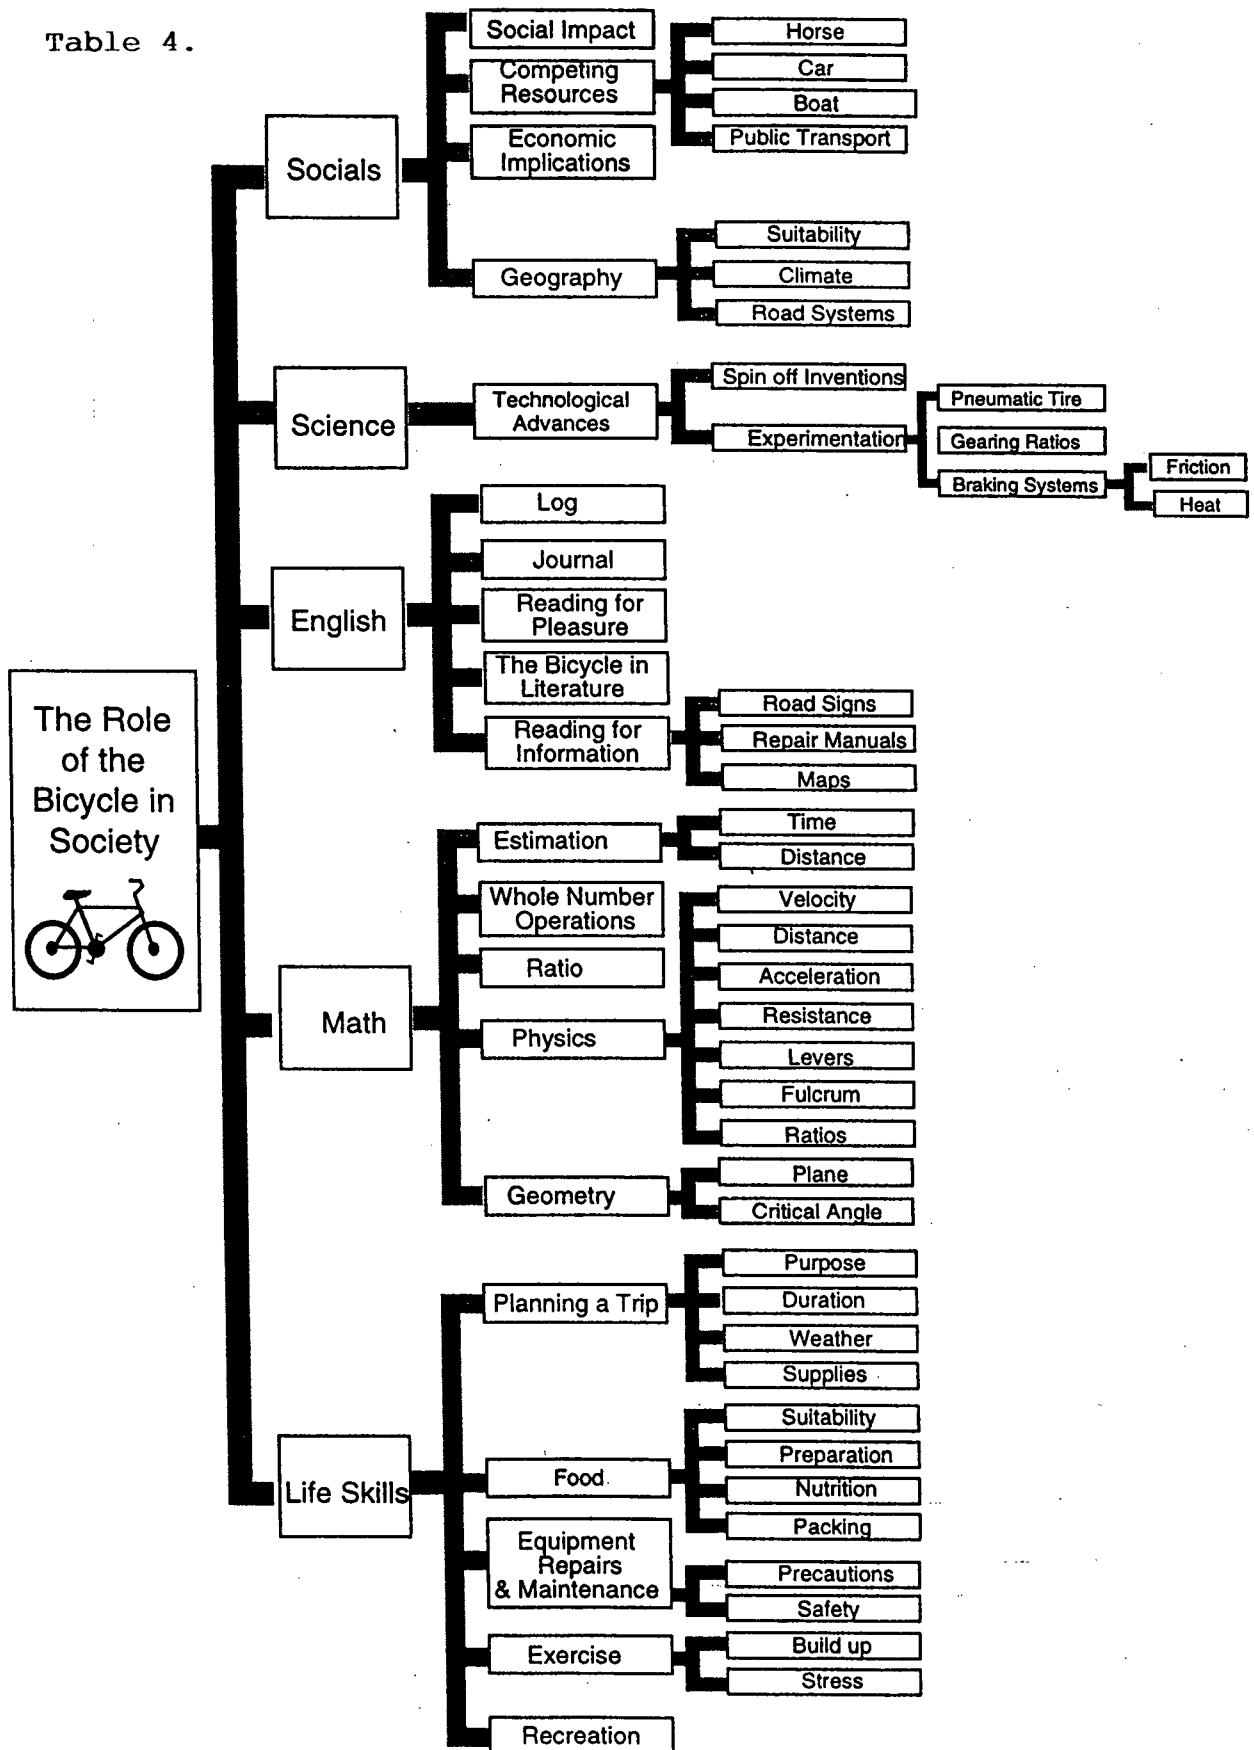 Table 4.
The Role
of the
Bicycle in
Society
Socials
Social Impact
Competing
Resources
Horse
Car
Boat
Public Transport
Economic
Implications
Geography
Suitability
Climate
Road Systems
Science
Technological
Advances
Spin off Inventions
Experimentation
Pneumatic Tire
Gearing Ratios
Braking Systems
Friction
Heat
English
Log
Journal
Reading for
Pleasure
The Bicycle in
Literature
Reading for
Information
Road Signs
Repair Manuals
Maps
Math
Estimation
Time
Distance
Whole Number
Operations
Ratio
Physics
Velocity
Distance
Acceleration
Resistance
Levers
Fulcrum
Ratios
Geometry
Plane
Critical Angle
Life Skills
Planning a Trip
Purpose
Duration
Weather
Supplies
Food
Suitability
Preparation
Nutrition
Packing
Equipment
Repairs
& Maintenance
Precautions
Safety
Exercise
Build up
Stress
Recreation